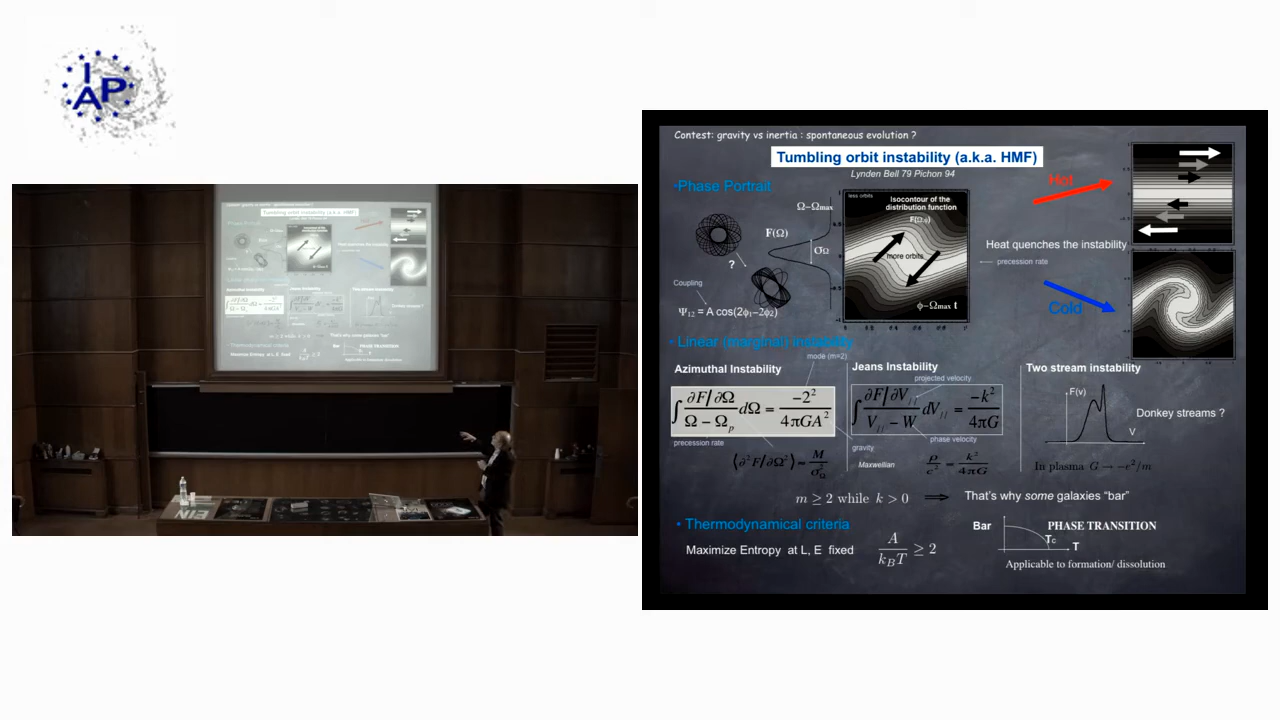 IAP
Contest: gravity vs inertia : spontaneous evolution ?
Tumbling orbit instability (a.k.a. HMF)
Lynden Bell 79 Pichon 94
•Phase Portrait
Hot
less orbits
Isocontour of the
distribution function
F(Ω,φ)
Ω−Ωmax
F(Ω)
σΩ
more orbits
Heat quenches the instability
precession rate
?
Coupling
Cold
φ−Ωmax t
Ψ12 = A cos(2φ1−2φ2)
• Linear (marginal) instability
mode (m=2)
Azimuthal Instability
Jeans Instability
Two stream instability
projected velocity
∫ ∂F/∂Ω / (Ω − Ωp) dΩ = −2² / 4πGA²
∫ ∂F/∂V// / (V// − W) dV// = −k² / 4πG
F(v)
V
Donkey streams ?
precession rate
gravity
phase velocity
⟨∂²F/∂Ω²⟩ ~ M / σ²Ω
Maxwellian
ρ / c² = k² / 4πG
In plasma G → −e²/m
m ≥ 2 while k > 0 ⟹ That's why some galaxies “bar”
• Thermodynamical criteria
Bar
PHASE TRANSITION
Tc
T
Maximize Entropy at L, E fixed
A / kBT ≥ 2
Applicable to formation/ dissolution